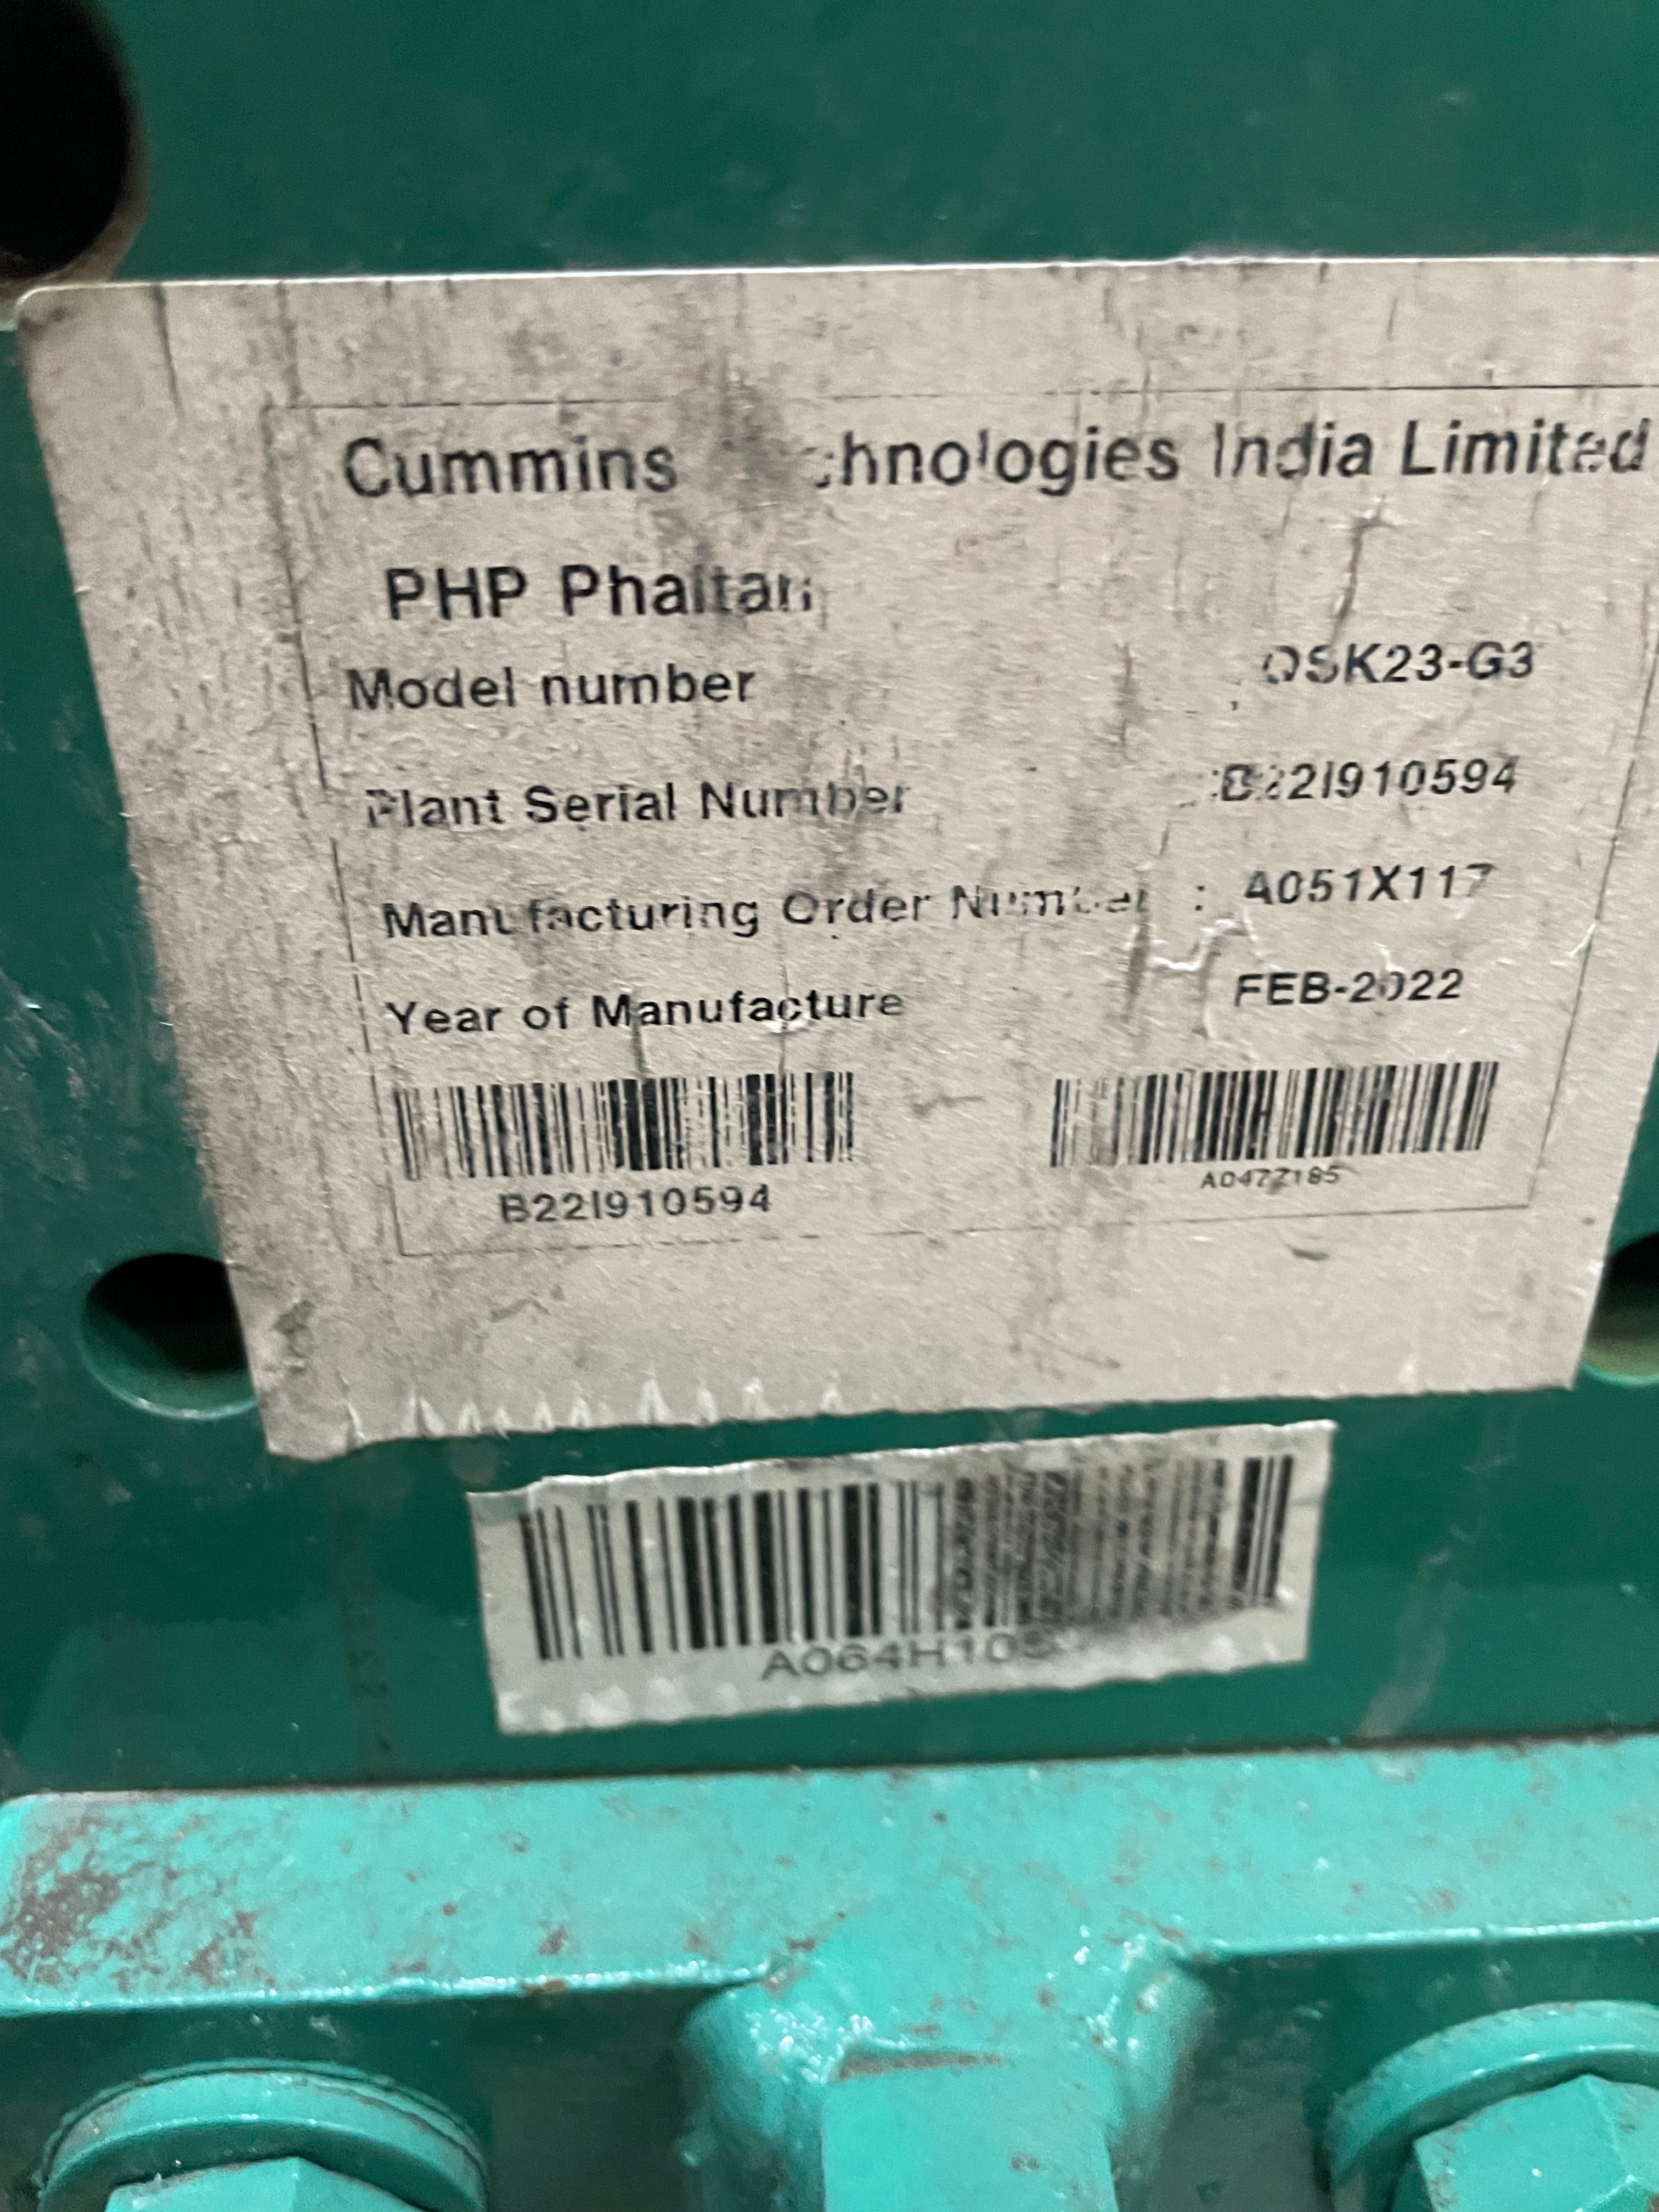 Cummins Technologies India Limited
PHP Phaltan
Model number : QSK23-G3
Plant Serial Number : B22I910594
Manufacturing Order Number : A051X117
Year of Manufacture FEB-2022
B22I910594 A0477185